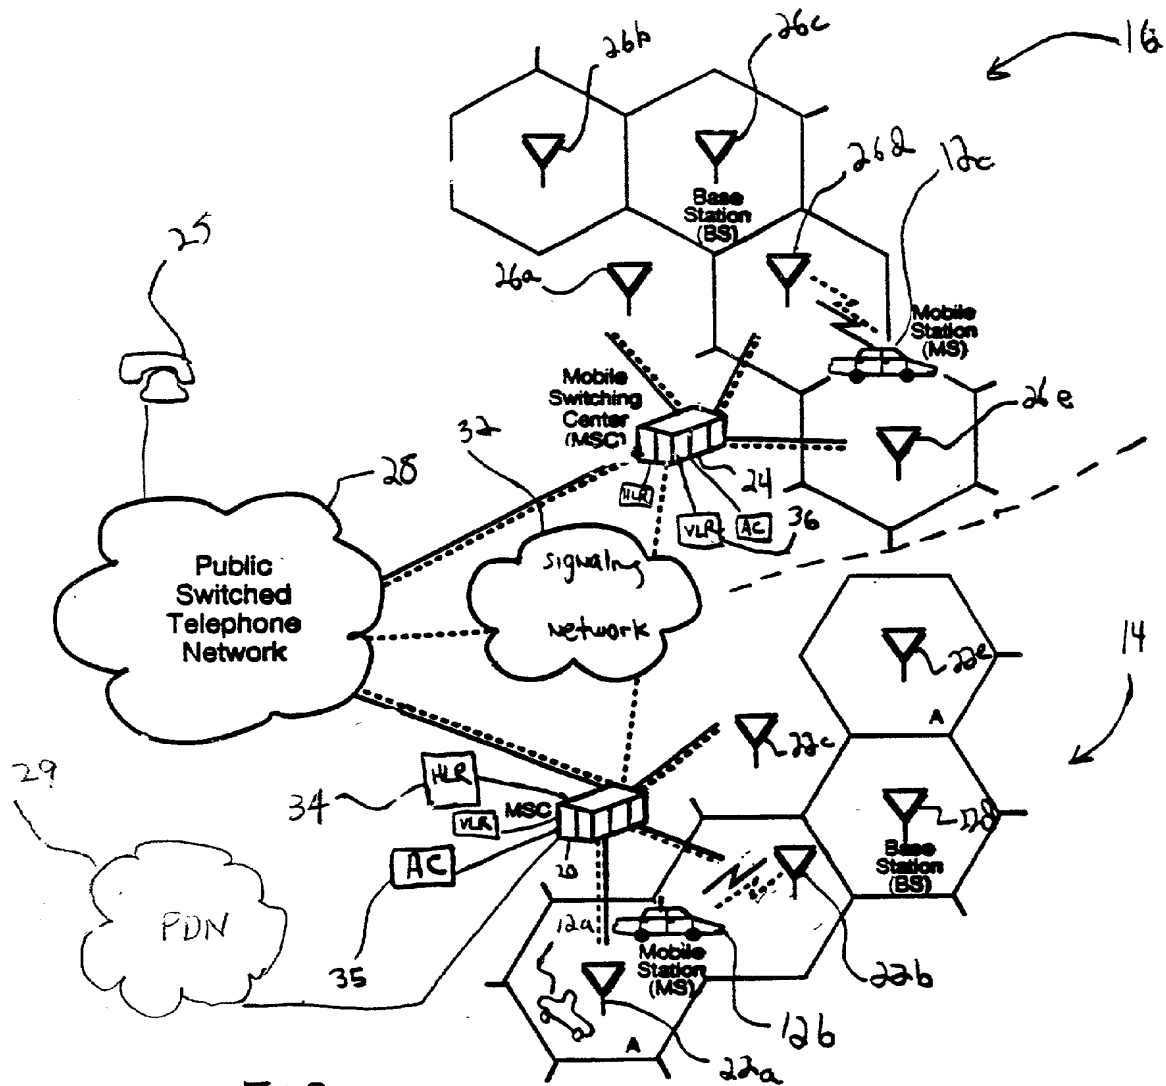 26b
26c
16
26d
12c
Base
Station
(BS)
25
26a
Mobile
Station
(MS)
Mobile
Switching
Center
(MSC)
26e
32
24
28
HLR
VLR
AC
36
Public
Switched
Telephone
Network
Signaling
Network
14
22e
A
22c
29
HLR
34
MSC
VLR
22d
Base
Station
(BS)
AC
20
PDN
12a
Mobile
Station
(MS)
35
22b
12b
A
22a